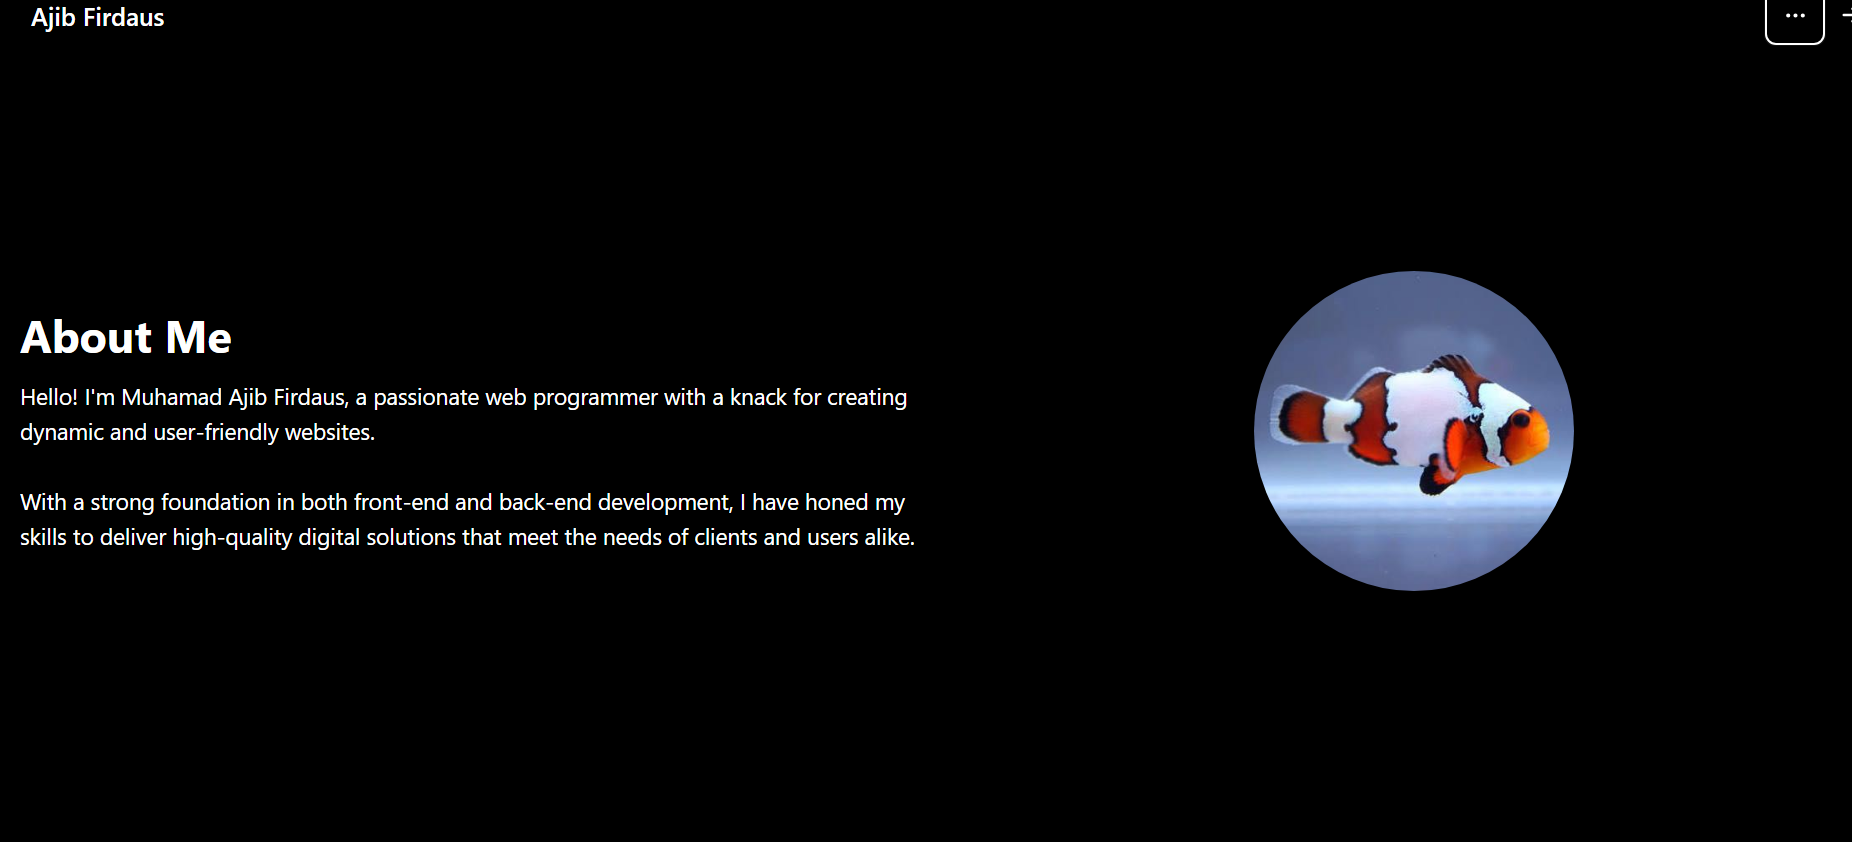 Ajib Firdaus
About Me
Hello! I'm Muhamad Ajib Firdaus, a passionate web programmer with a knack for creating
dynamic and user-friendly websites.
With a strong foundation in both front-end and back-end development, I have honed my
skills to deliver high-quality digital solutions that meet the needs of clients and users alike.